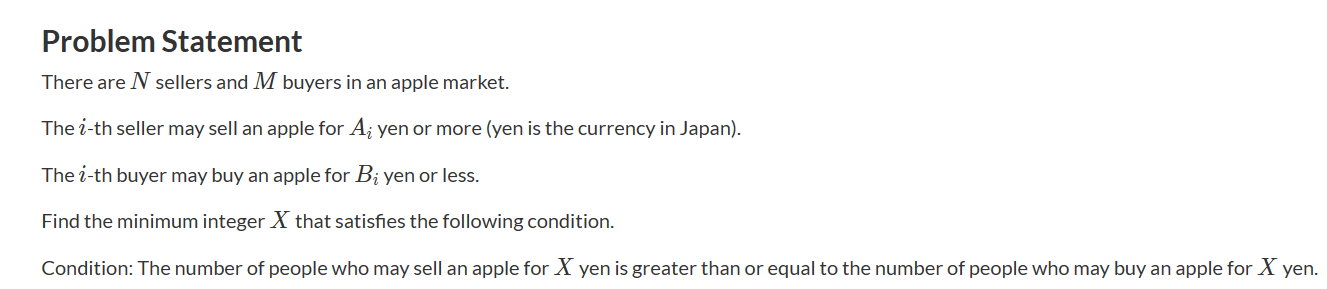 Problem Statement
There are N sellers and M buyers in an apple market.
The i-th seller may sell an apple for A_i yen or more (yen is the currency in Japan).
The i-th buyer may buy an apple for B_i yen or less.
Find the minimum integer X that satisfies the following condition.
Condition: The number of people who may sell an apple for X yen is greater than or equal to the number of people who may buy an apple for X yen.